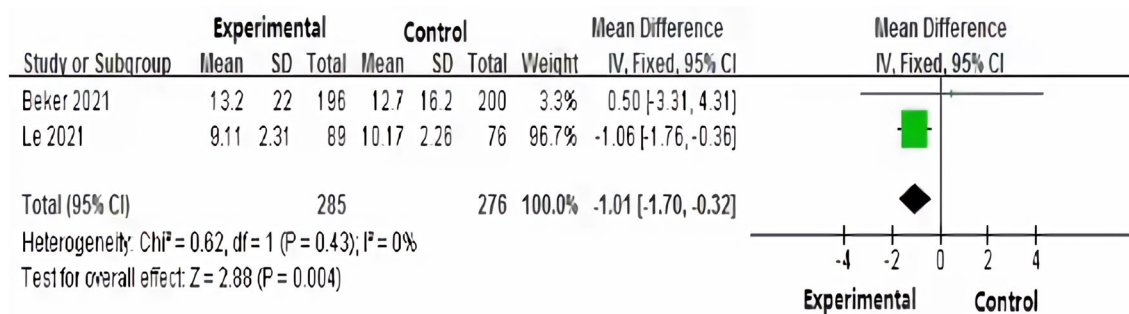 Experimental Control Mean Difference Mean Difference
Study or Subgroup Mean SD Total Mean SD Total Weight IV, Fixed, 95% CI IV, Fixed, 95% CI
Beker 2021 13.2 22 196 12.7 16.2 200 3.3% 0.50 [-3.31, 4.31]
Le 2021 9.11 2.31 89 10.17 2.26 76 96.7% -1.06 [-1.76, -0.36]
Total (95% CI) 285 276 100.0% -1.01 [-1.70, -0.32]
Heterogeneity: Chi² = 0.62, df = 1 (P = 0.43); I² = 0%
Test for overall effect: Z = 2.88 (P = 0.004)
-4 -2 0 2 4
Experimental Control